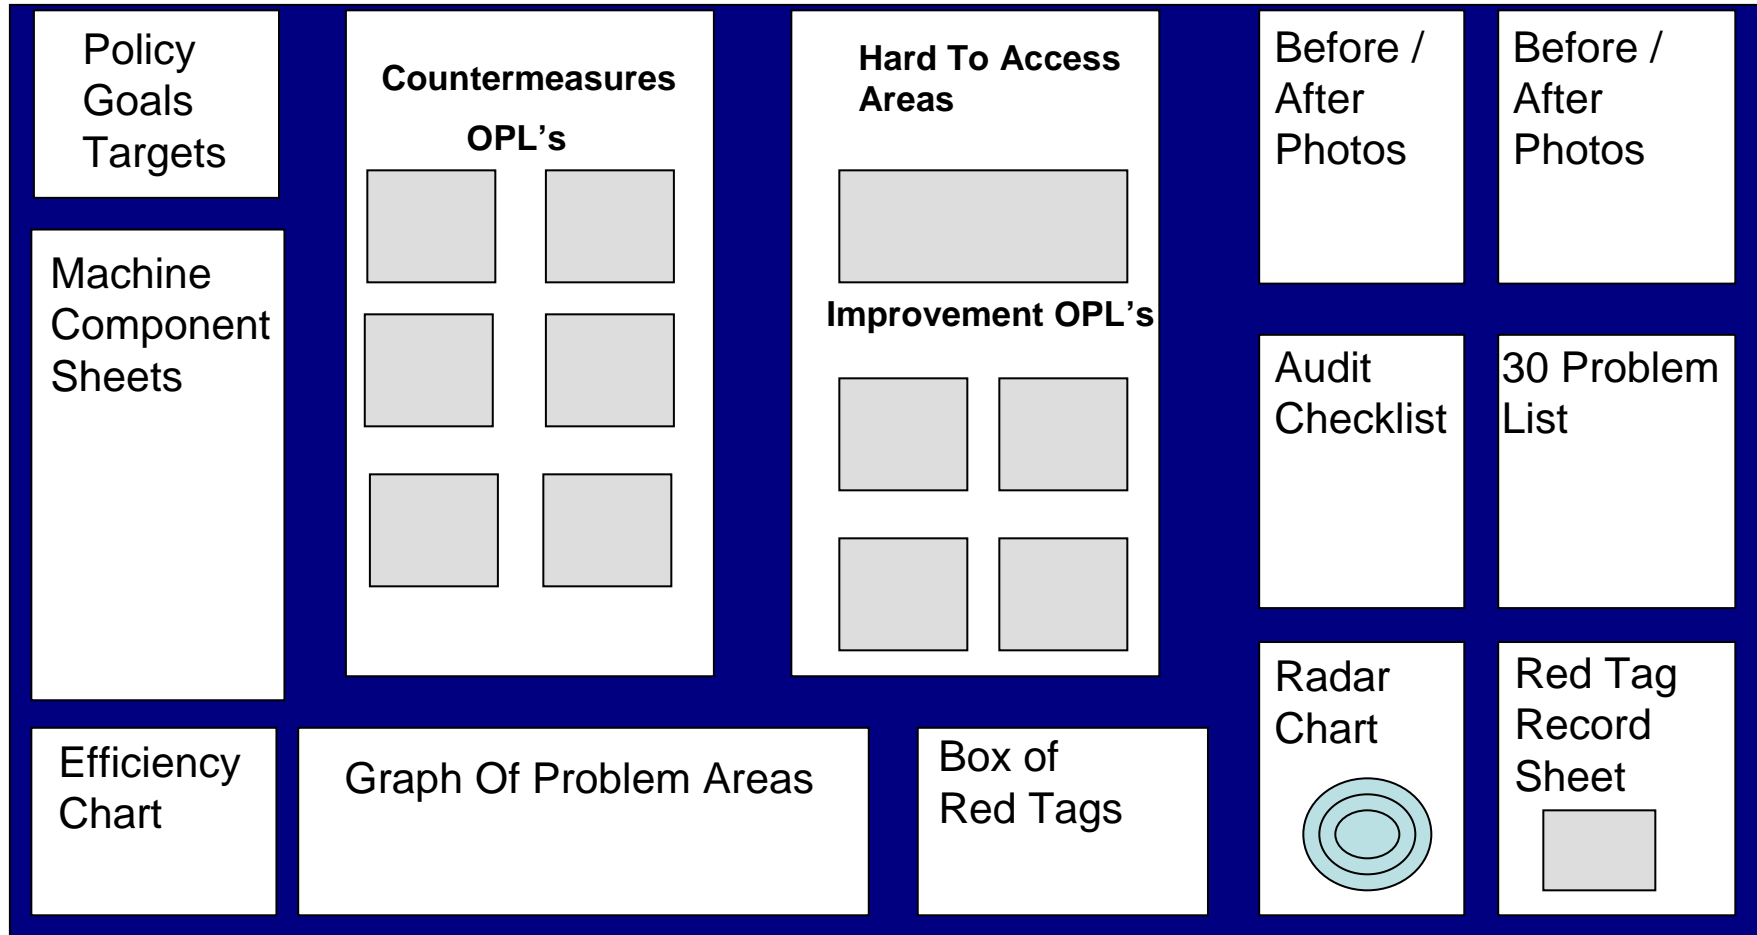 Policy
Goals
Targets
Machine
Component
Sheets
Efficiency
Chart
Countermeasures
OPL’s
Hard To Access
Areas
Improvement OPL’s
Graph Of Problem Areas
Box of
Red Tags
Before /
After
Photos
Before /
After
Photos
Audit
Checklist
30 Problem
List
Radar
Chart
Red Tag
Record
Sheet